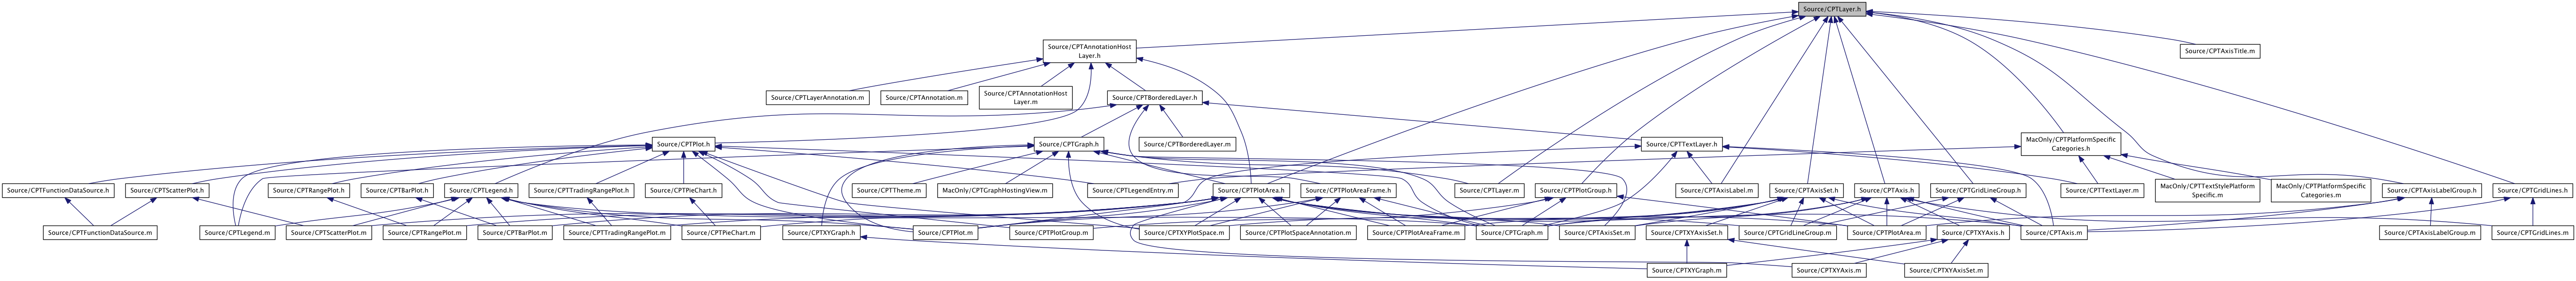 Source/CPTLayer.h
Source/CPTAnnotationHost
Layer.h
Source/CPTAxisTitle.m
Source/CPTLayerAnnotation.m
Source/CPTAnnotation.m
Source/CPTAnnotationHost
Layer.m
Source/CPTBorderedLayer.h
Source/CPTPlot.h
Source/CPTGraph.h
Source/CPTBorderedLayer.m
Source/CPTTextLayer.h
MacOnly/CPTPlatformSpecific
Categories.h
Source/CPTFunctionDataSource.h
Source/CPTScatterPlot.h
Source/CPTRangePlot.h
Source/CPTBarPlot.h
Source/CPTLegend.h
Source/CPTTradingRangePlot.h
Source/CPTPieChart.h
Source/CPTTheme.m
MacOnly/CPTGraphHostingView.m
Source/CPTLegendEntry.m
Source/CPTPlotArea.h
Source/CPTPlotAreaFrame.h
Source/CPTLayer.m
Source/CPTPlotGroup.h
Source/CPTAxisLabel.m
Source/CPTAxisSet.h
Source/CPTAxis.h
Source/CPTGridLineGroup.h
Source/CPTTextLayer.m
MacOnly/CPTTextStylePlatform
Specific.m
MacOnly/CPTPlatformSpecific
Categories.m
Source/CPTAxisLabelGroup.h
Source/CPTGridLines.h
Source/CPTFunctionDataSource.m
Source/CPTLegend.m
Source/CPTScatterPlot.m
Source/CPTRangePlot.m
Source/CPTBarPlot.m
Source/CPTTradingRangePlot.m
Source/CPTPieChart.m
Source/CPTXYGraph.h
Source/CPTPlot.m
Source/CPTPlotGroup.m
Source/CPTXYPlotSpace.m
Source/CPTPlotSpaceAnnotation.m
Source/CPTPlotAreaFrame.m
Source/CPTGraph.m
Source/CPTAxisSet.m
Source/CPTXYAxisSet.h
Source/CPTGridLineGroup.m
Source/CPTPlotArea.m
Source/CPTXYAxis.h
Source/CPTAxis.m
Source/CPTAxisLabelGroup.m
Source/CPTGridLines.m
Source/CPTXYGraph.m
Source/CPTXYAxis.m
Source/CPTXYAxisSet.m